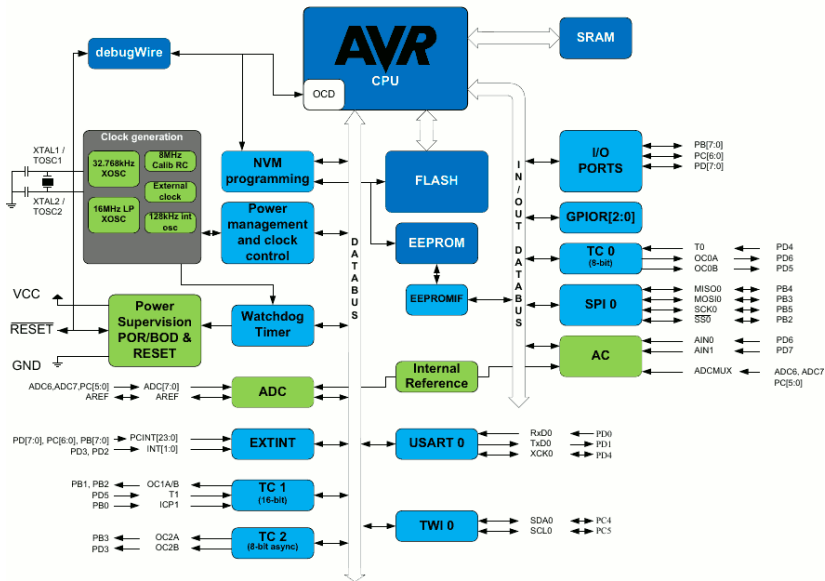 AVR
CPU
OCD
SRAM
debugWire
Clock generation
XTAL1 /
TOSC1
32.768kHz
XOSC
8MHz
Calib RC
External
clock
16MHz LP
XOSC
128kHz int
osc
XTAL2 /
TOSC2
NVM
programming
FLASH
Power
management
and clock
control
EEPROM
EEPROMIF
DATABUS
IN/OUT
DATABUS
I/O
PORTS
PB[7:0]
PC[6:0]
PD[7:0]
GPIOR[2:0]
TC 0
(8-bit)
T0 PD4
OC0A PD6
OC0B PD5
SPI 0
MISO0 PB4
MOSI0 PB3
SCK0 PB5
SS0 PB2
AC
AIN0 PD6
AIN1 PD7
ADCMUX ADC6, ADC7
PC[5:0]
VCC
RESET
GND
Power
Supervision
POR/BOD &
RESET
Watchdog
Timer
Internal
Reference
ADC6,ADC7,PC[5:0] ADC[7:0]
AREF AREF
ADC
PD[7:0], PC[6:0], PB[7:0] PCINT[23:0]
PD3, PD2 INT[1:0]
EXTINT
USART 0
RxD0 PD0
TxD0 PD1
XCK0 PD4
PB1, PB2 OC1A/B
PD5 T1
PB0 ICP1
TC 1
(16-bit)
TWI 0
SDA0 PC4
SCL0 PC5
PB3 OC2A
PD3 OC2B
TC 2
(8-bit async)